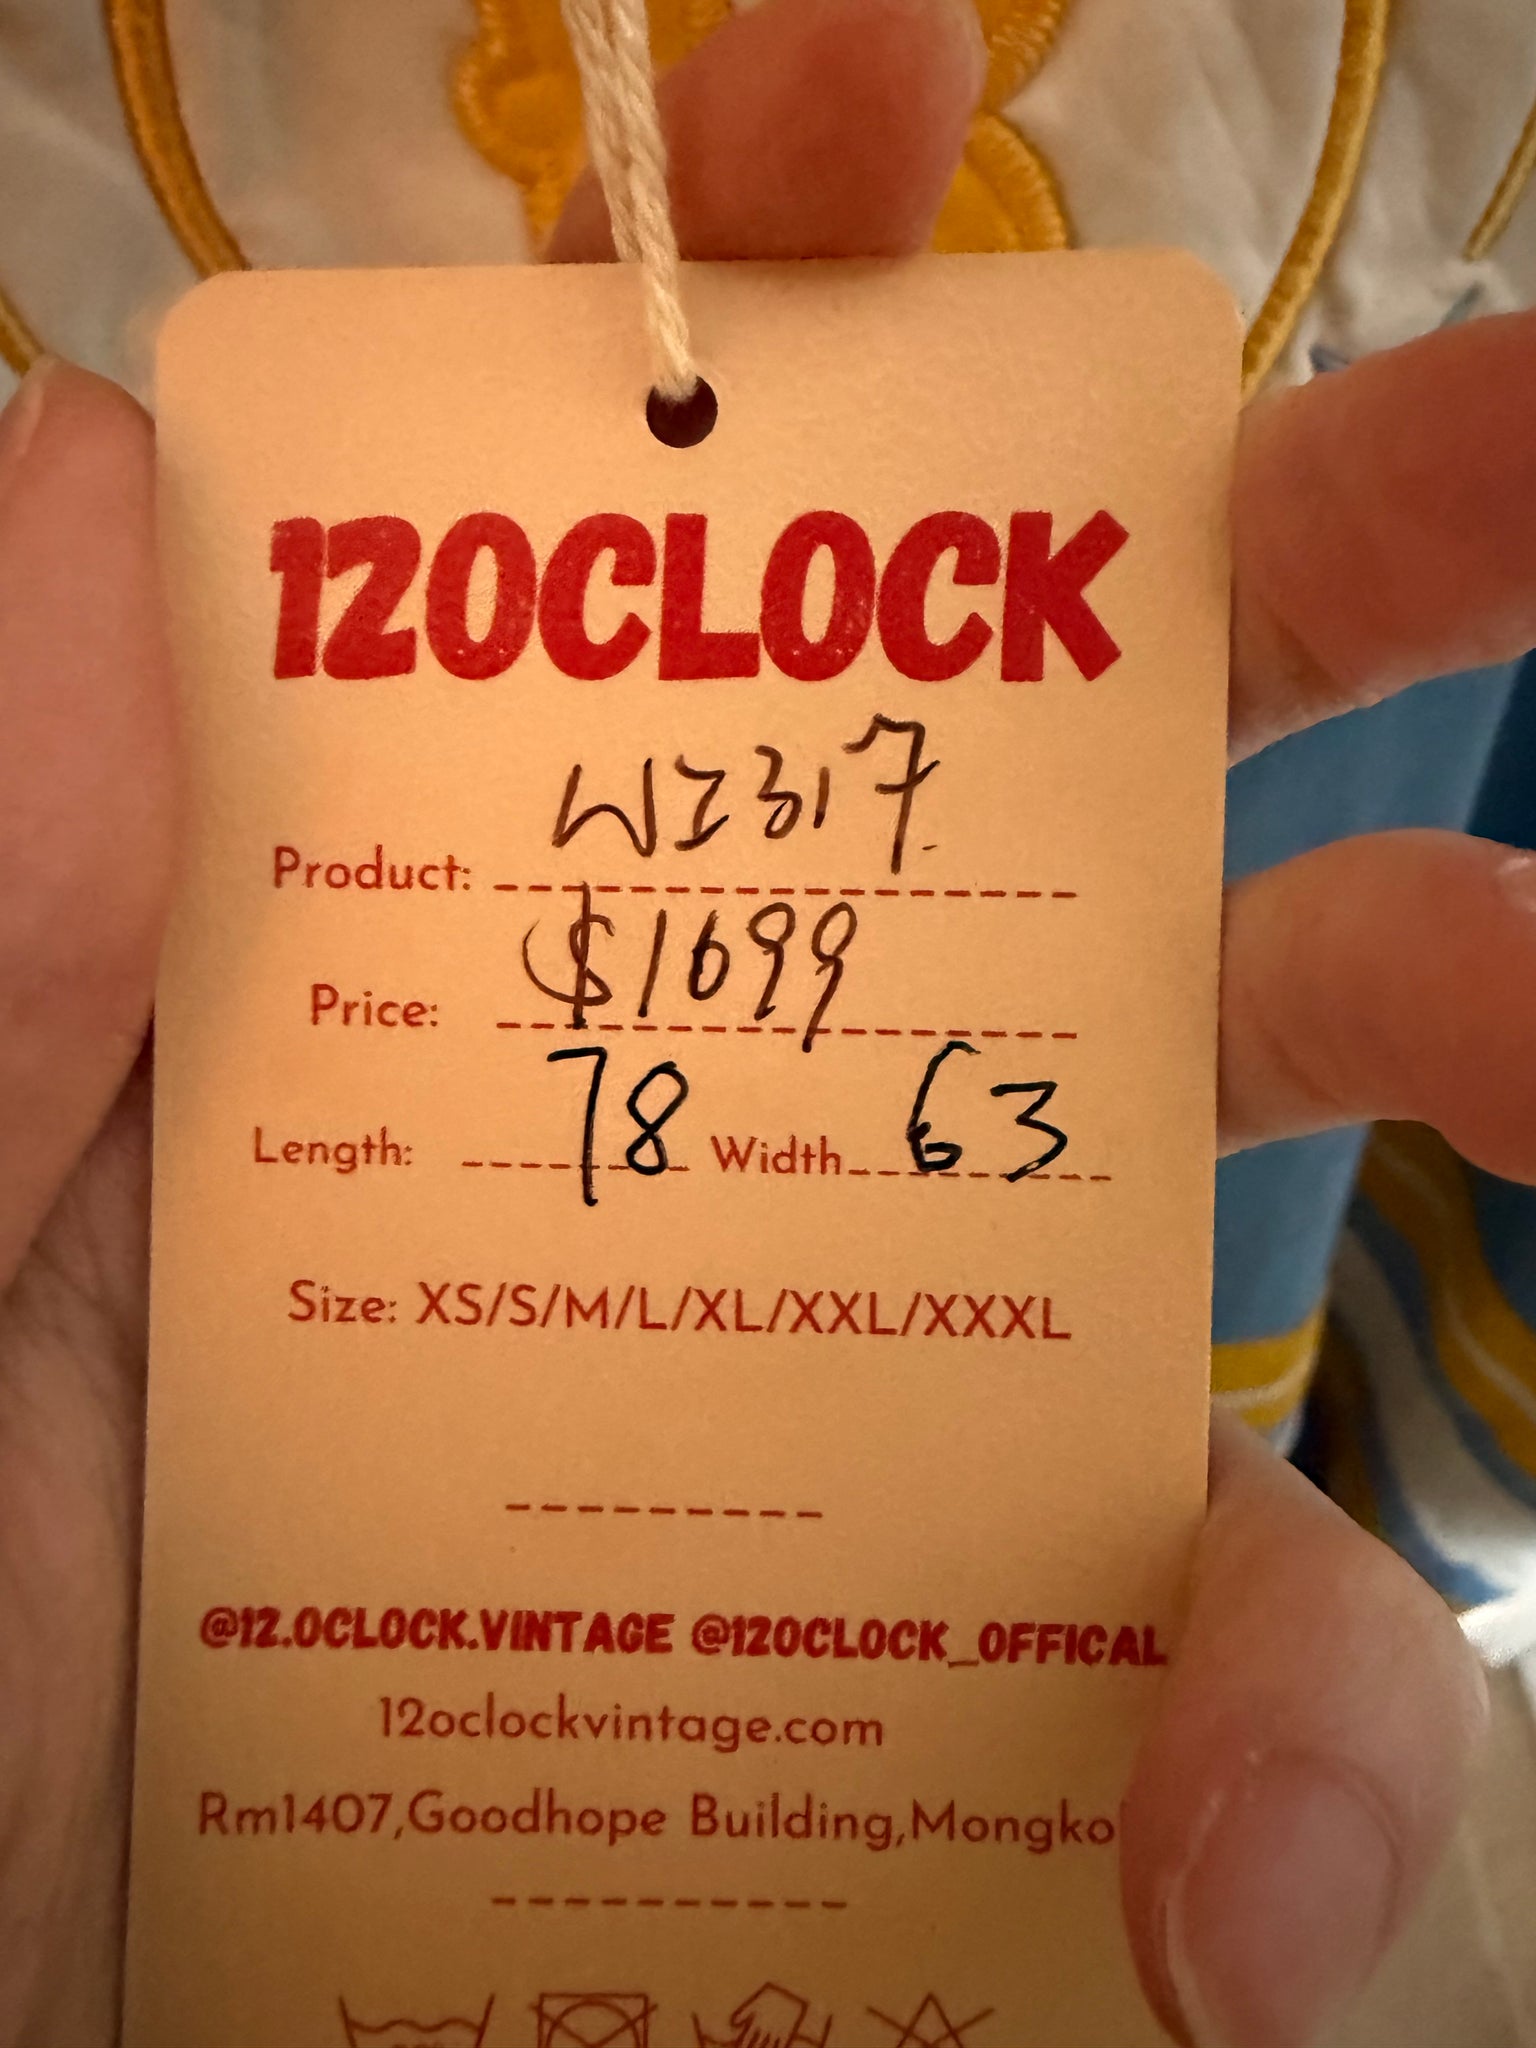 12OCLOCK
Product: WI317
Price: $1699
Length: 78 Width 63
Size: XS/S/M/L/XL/XXL/XXXL
@12.OCLOCK.VINTAGE @12OCLOCK_OFFICAL
12oclockvintage.com
Rm1407,Goodhope Building,Mongko